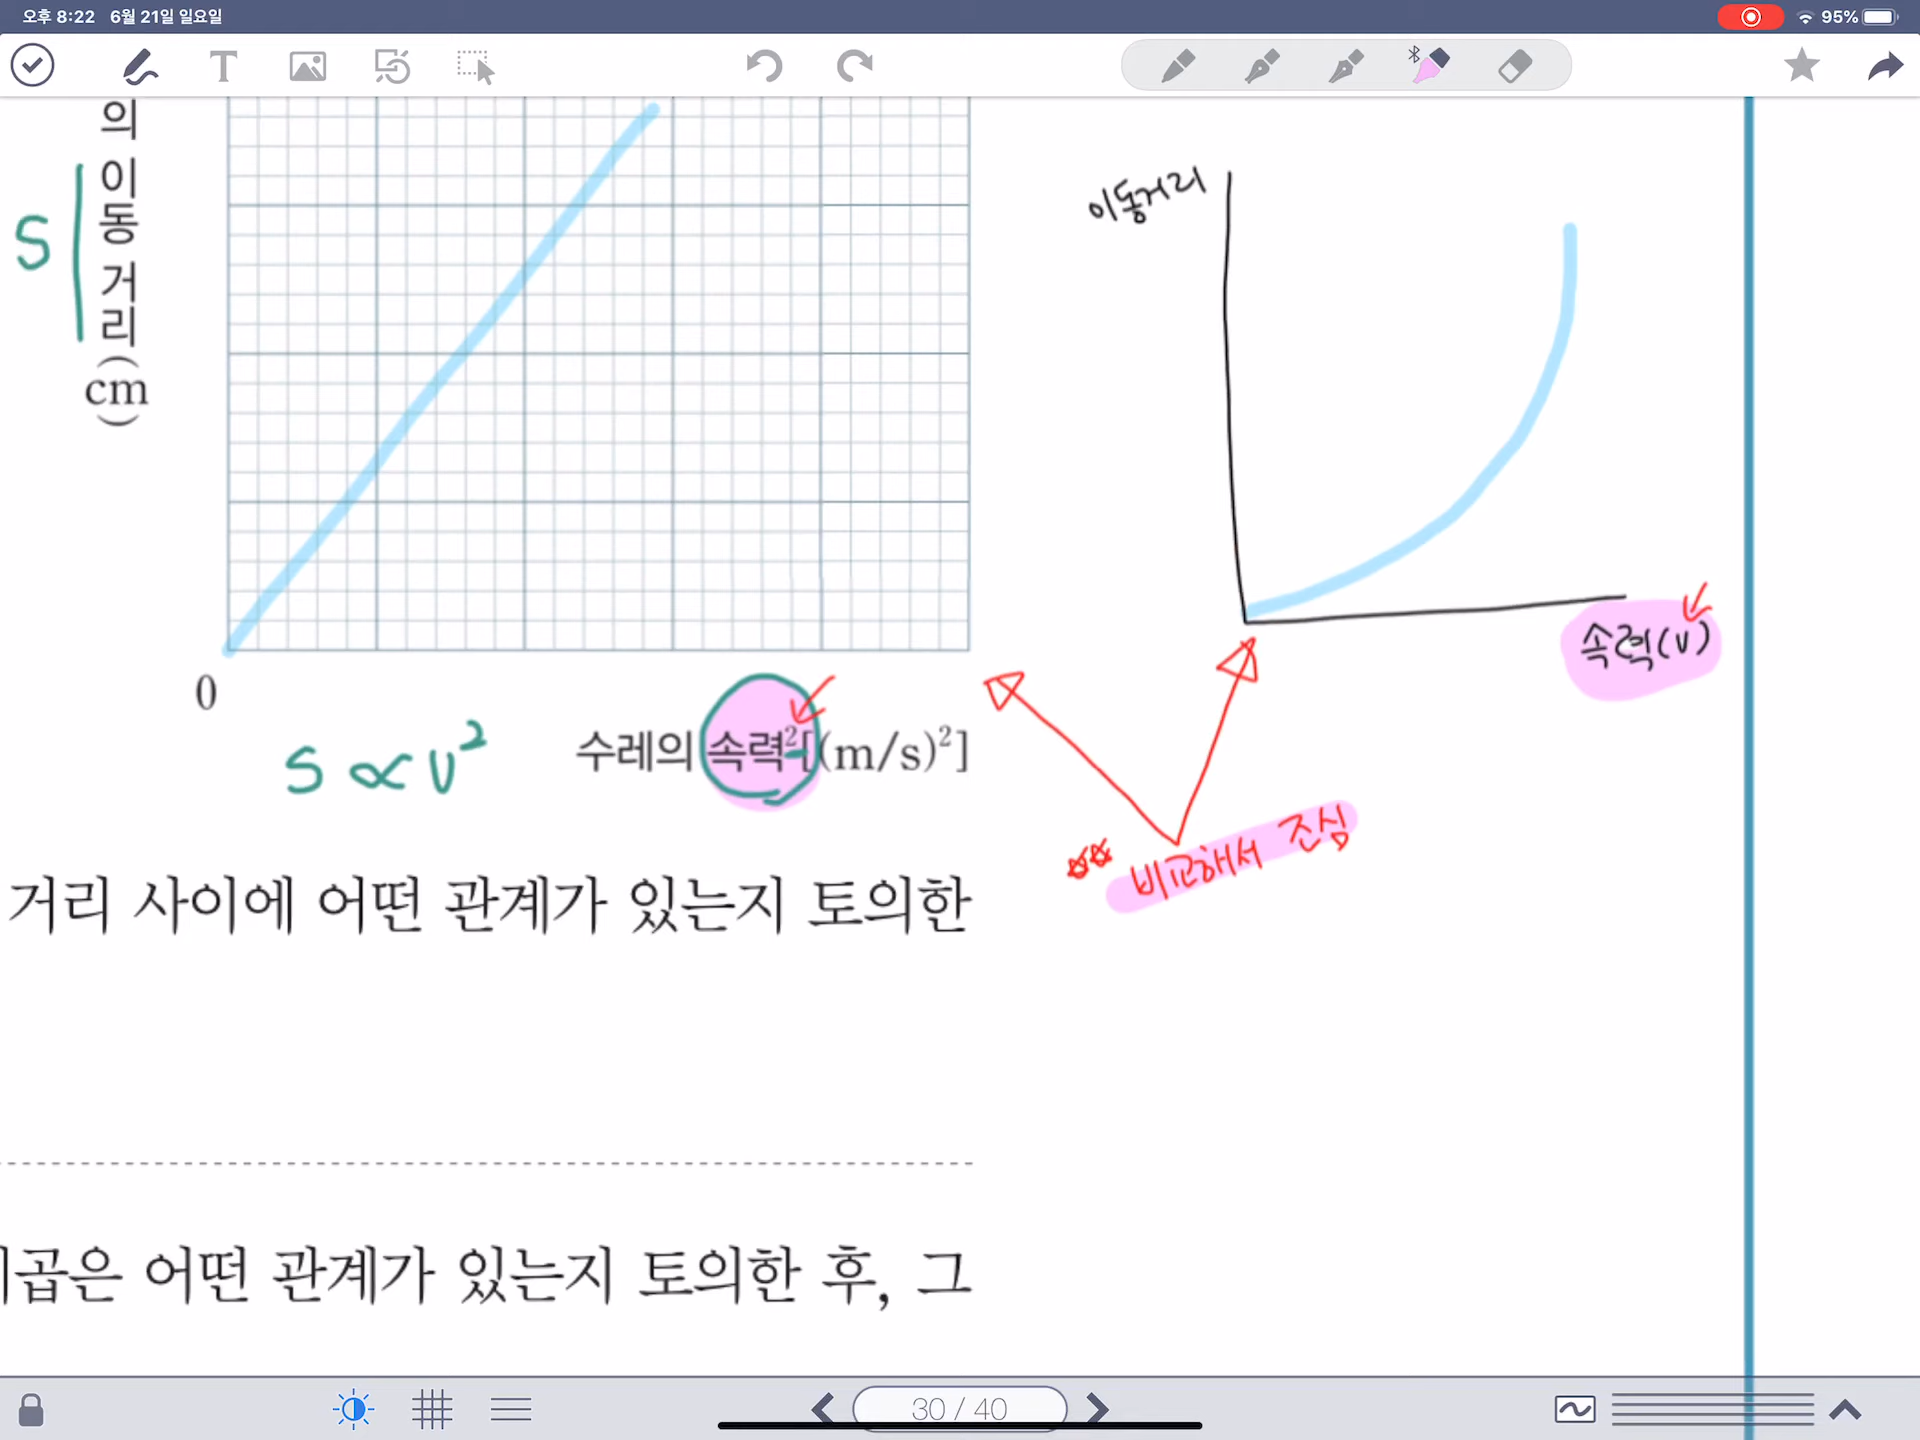 오후 8:22 6월 21일 일요일
95%
T
의 이동 거리(cm)
S
0
S ∝ v²
수레의 속력²[(m/s)²]
이동거리
속력(v)
비교해서 조심
거리 사이에 어떤 관계가 있는지 토의한
곱은 어떤 관계가 있는지 토의한 후, 그
30 / 40